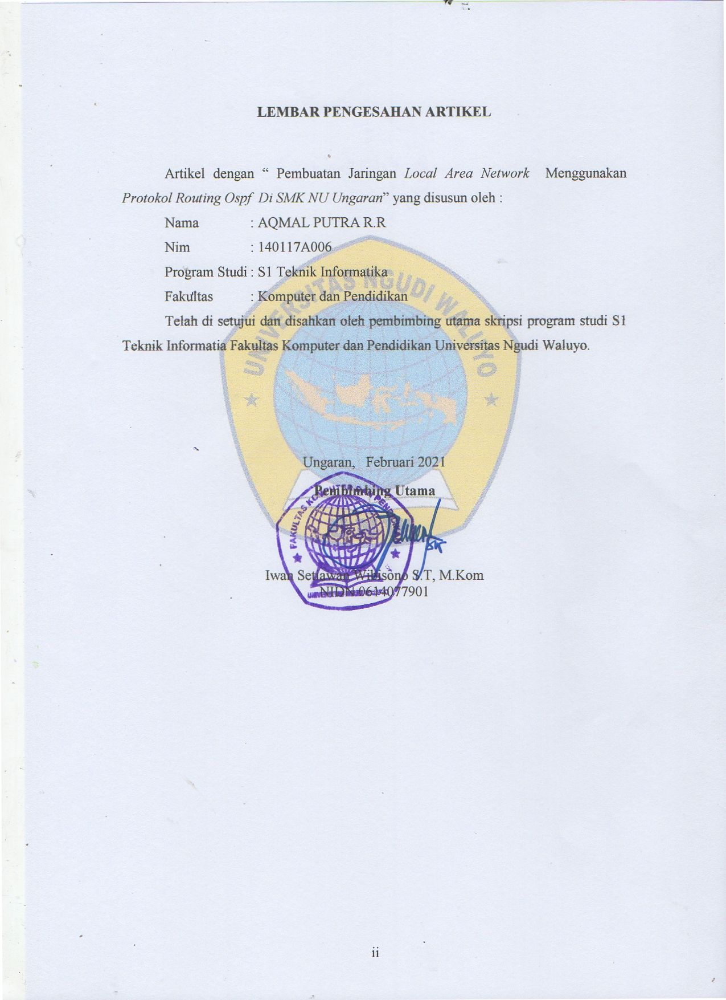 LEMBAR PENGESAHAN ARTIKEL
Artikel dengan “ Pembuatan Jaringan Local Area Network Menggunakan
Protokol Routing Ospf Di SMK NU Ungaran” yang disusun oleh :
Nama : AQMAL PUTRA R.R
Nim : 140117A006
Program Studi : S1 Teknik Informatika
Fakultas : Komputer dan Pendidikan
Telah di setujui dan disahkan oleh pembimbing utama skripsi program studi S1
Teknik Informatia Fakultas Komputer dan Pendidikan Universitas Ngudi Waluyo.
UNIVERSITAS NGUDI WALUYO
Ungaran, Februari 2021
Pembimbing Utama
FAKULTAS KOMPUTER DAN PENDIDIKAN
Iwan Setiawan Wibisono S.T, M.Kom
NIDN.0614077901
ii